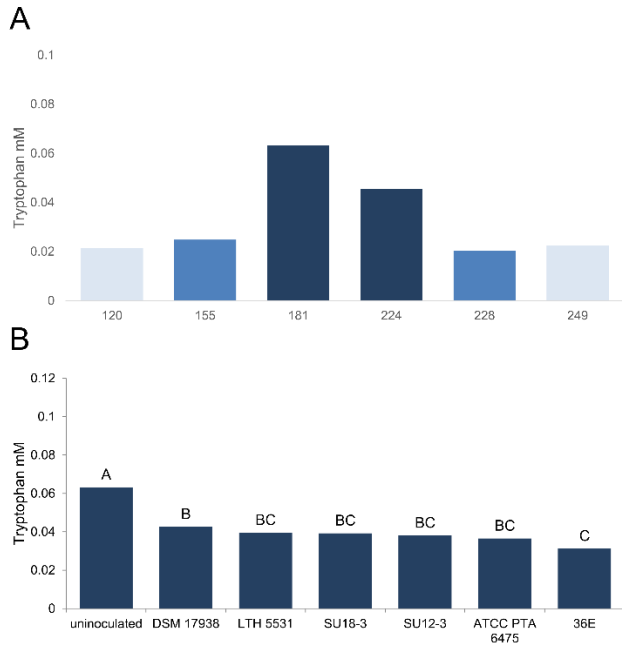 A
0.1
0.08
0.06
0.04
0.02
0
Tryptophan mM
120 155 181 224 228 249
B
0.12
0.1
0.08
0.06
0.04
0.02
0
Tryptophan mM
A
B
BC
BC
BC
BC
C
uninoculated DSM 17938 LTH 5531 SU18-3 SU12-3 ATCC PTA 36E
6475